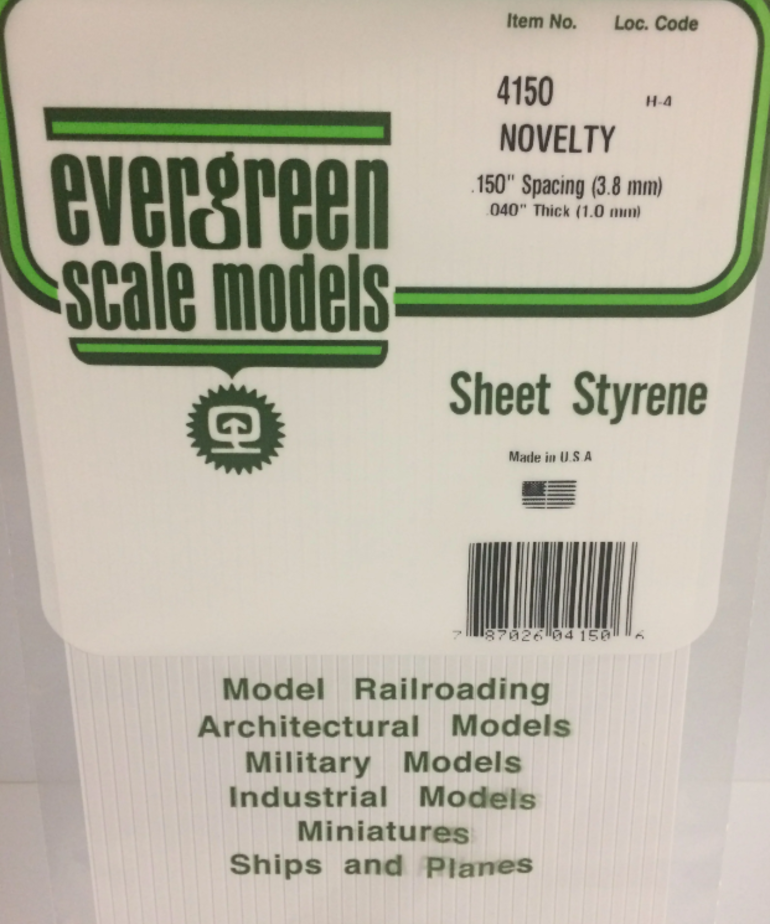 Item No. Loc. Code
4150 H-4
NOVELTY
.150" Spacing (3.8 mm)
.040" Thick (1.0 mm)
evergreen
scale models
Sheet Styrene
Made in U.S.A
7 87026 04150 6
Model Railroading
Architectural Models
Military Models
Industrial Models
Miniatures
Ships and Planes